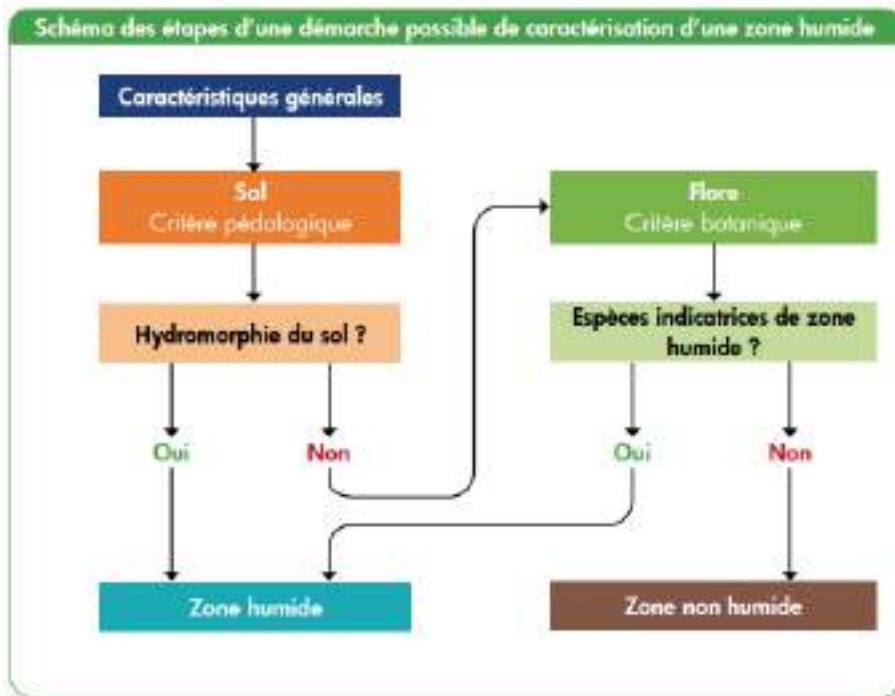 Schéma des étapes d'une démarche possible de caractérisation d'une zone humide
Caractéristiques générales
Sol
Critère pédologique
Hydromorphie du sol ?
Oui
Non
Flore
Critère botanique
Espèces indicatrices de zone
humide ?
Oui
Non
Zone humide
Zone non humide